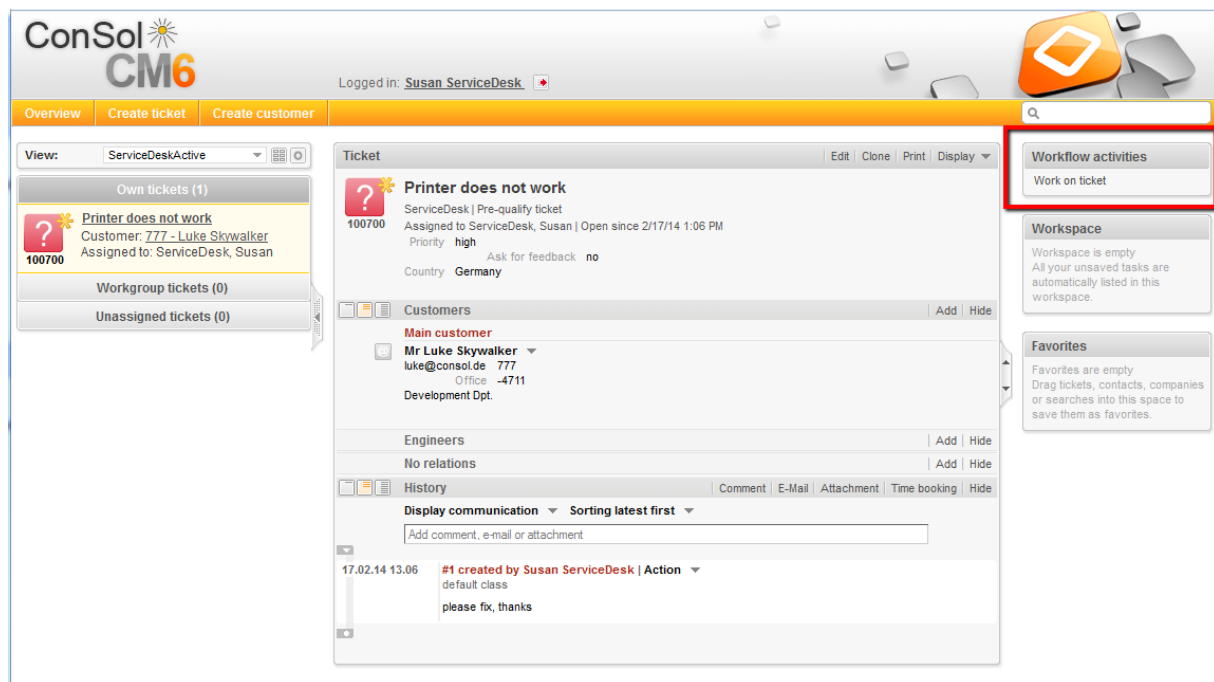 ConSol
CM6
Logged in: Susan ServiceDesk
Overview Create ticket Create customer
View: ServiceDeskActive
Own tickets (1)
?
100700
Printer does not work
Customer: 777 - Luke Skywalker
Assigned to: ServiceDesk, Susan
Workgroup tickets (0)
Unassigned tickets (0)
Ticket Edit Clone Print Display
?
100700
Printer does not work
ServiceDesk | Pre-qualify ticket
Assigned to ServiceDesk, Susan | Open since 2/17/14 1:06 PM
Priority high
Ask for feedback no
Country Germany
Customers Add Hide
Main customer
@ Mr Luke Skywalker
luke@consol.de 777
Office -4711
Development Dpt.
Engineers Add Hide
No relations Add Hide
History Comment E-Mail Attachment Time booking Hide
Display communication Sorting latest first
Add comment, e-mail or attachment
17.02.14 13.06 #1 created by Susan ServiceDesk | Action
default class
please fix, thanks
Workflow activities
Work on ticket
Workspace
Workspace is empty
All your unsaved tasks are
automatically listed in this
workspace.
Favorites
Favorites are empty
Drag tickets, contacts, companies
or searches into this space to
save them as favorites.